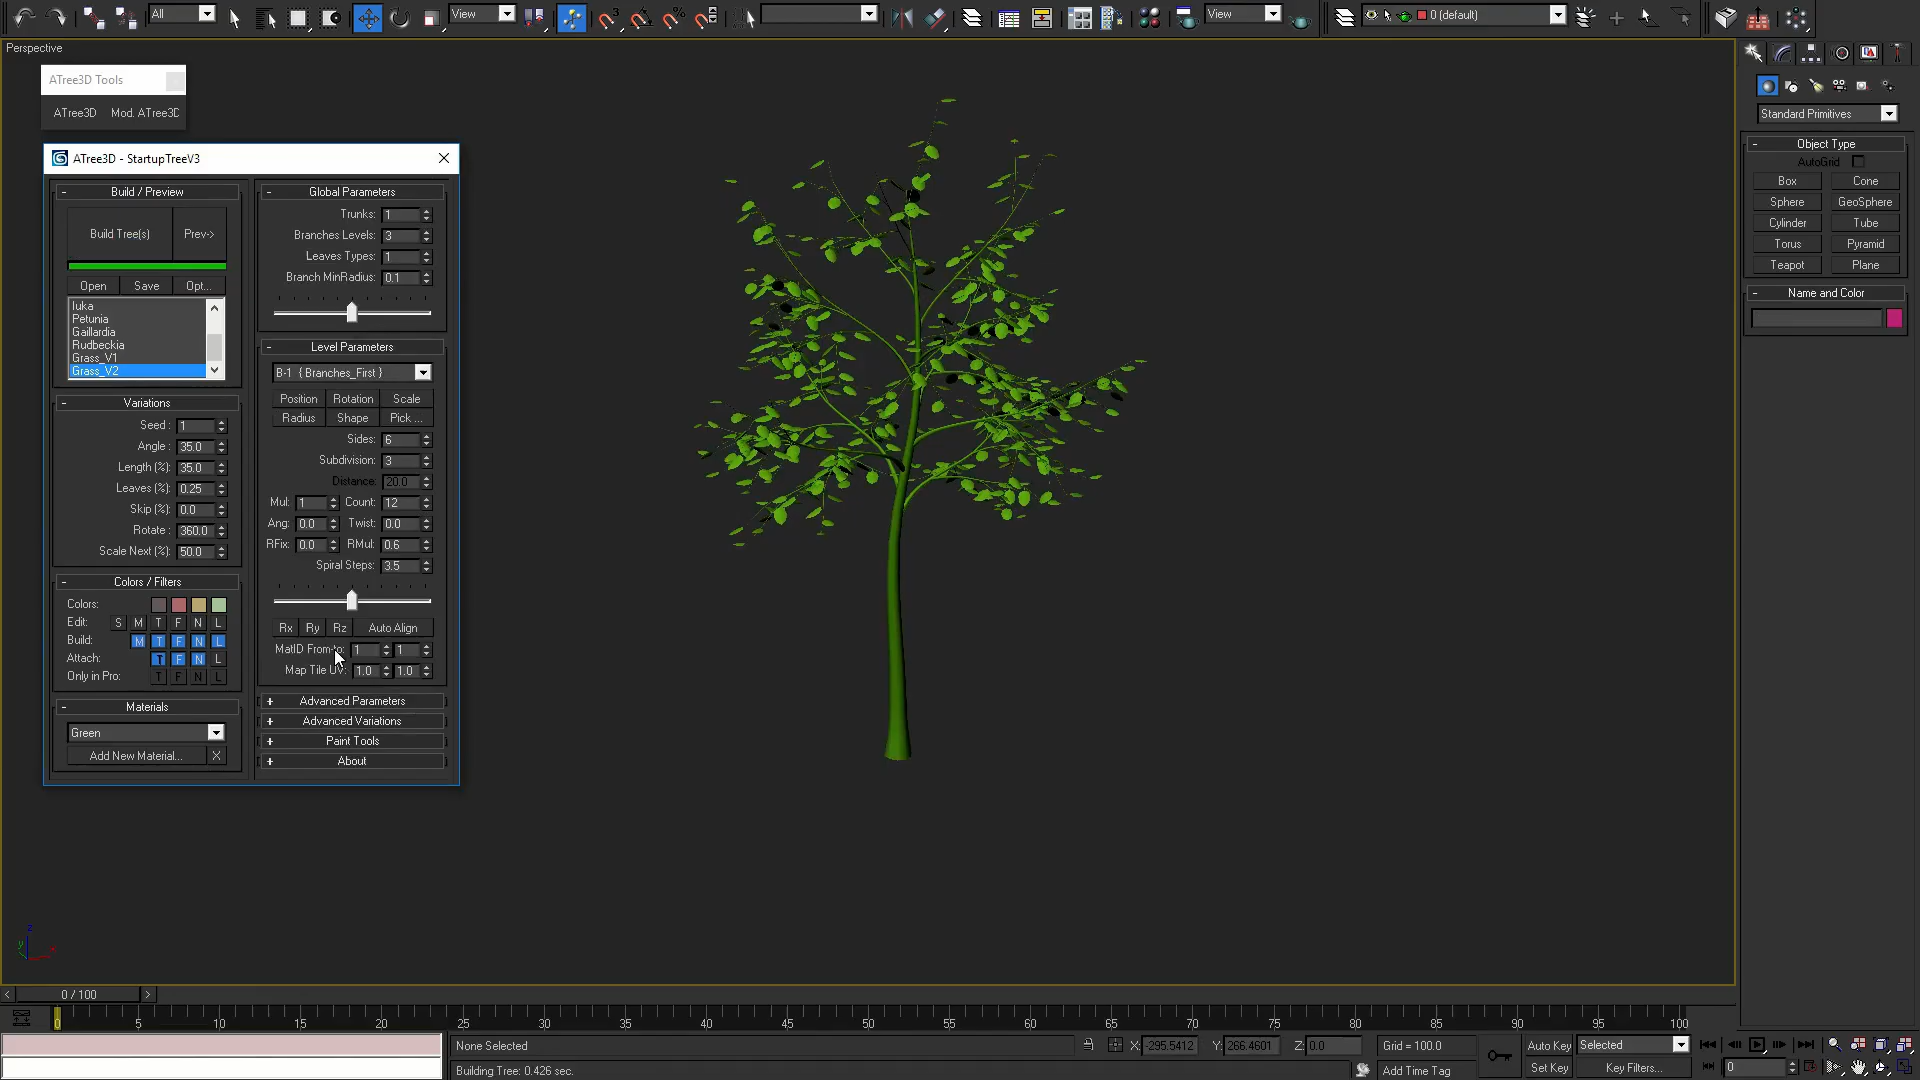 All
View
View
0 (default)
Perspective
ATree3D Tools
ATree3D Mod. ATree3D
ATree3D - StartupTreeV3
- Build / Preview
Build Tree(s) Prev->
Open Save Opt...
Iuka
Petunia
Gaillardia
Rudbeckia
Grass_V1
Grass_V2
- Variations
Seed : 1
Angle : 35.0
Length (%): 35.0
Leaves (%): 0.25
Skip (%): 0.0
Rotate : 360.0
Scale Next (%): 50.0
- Colors / Filters
Colors:
Edit: S M T F N L
Build: M T F N L
Attach: T F N L
Only in Pro: T F N L
- Materials
Green
Add New Material... X
- Global Parameters
Trunks: 1
Branches Levels: 3
Leaves Types: 1
Branch MinRadius: 0.1
- Level Parameters
B-1 { Branches_First }
Position Rotation Scale
Radius Shape Pick ...
Sides: 6
Subdivision: 3
Distance: 20.0
Mul: 1 Count: 12
Ang: 0.0 Twist: 0.0
RFix: 0.0 RMul: 0.6
Spiral Steps: 3.5
Rx Ry Rz Auto Align
MatID From-to: 1 1
Map Tile UV: 1.0 1.0
+ Advanced Parameters
+ Advanced Variations
+ Paint Tools
+ About
Standard Primitives
- Object Type
AutoGrid
Box Cone
Sphere GeoSphere
Cylinder Tube
Torus Pyramid
Teapot Plane
- Name and Color
z
y
x
< 0 / 100 >
0 5 10 15 20 25 30 35 40 45 50 55 60 65 70 75 80 85 90 95 100
None Selected X: -295.5412 Y: 266.4601 Z: 0.0 Grid = 100.0 Auto Key Selected
Building Tree: 0.426 sec. Add Time Tag Set Key Key Filters... 0